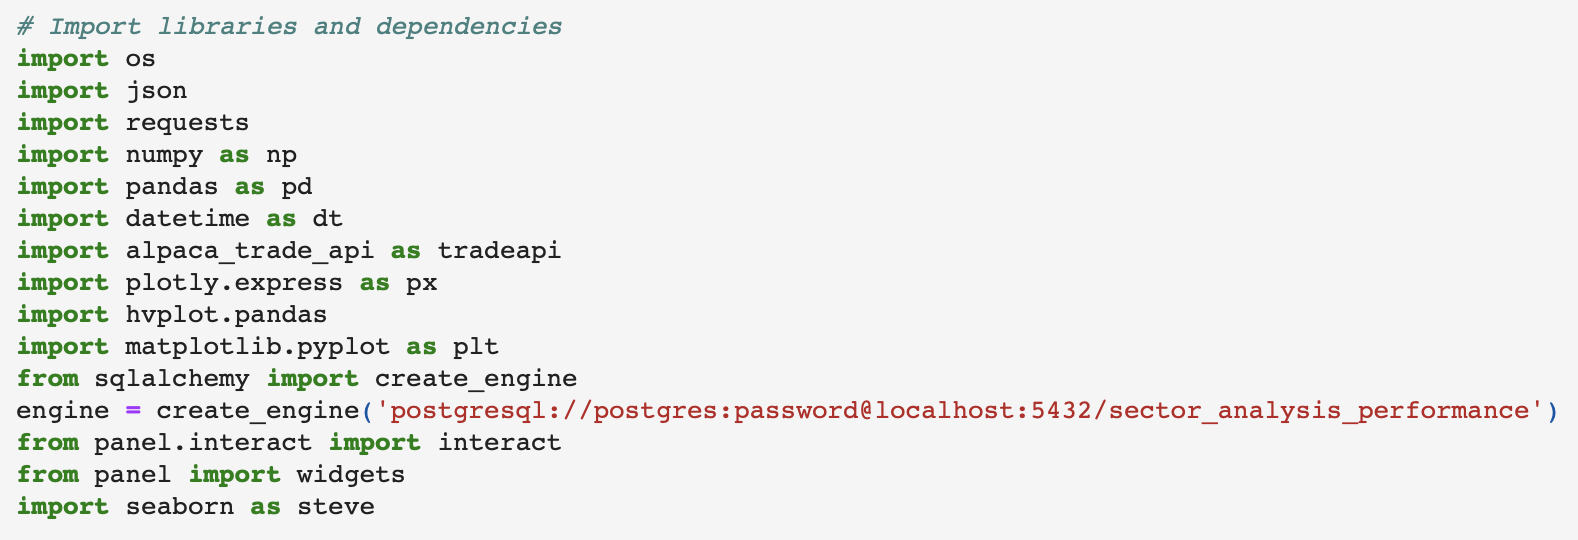 # Import libraries and dependencies
import os
import json
import requests
import numpy as np
import pandas as pd
import datetime as dt
import alpaca_trade_api as tradeapi
import plotly.express as px
import hvplot.pandas
import matplotlib.pyplot as plt
from sqlalchemy import create_engine
engine = create_engine('postgresql://postgres:password@localhost:5432/sector_analysis_performance')
from panel.interact import interact
from panel import widgets
import seaborn as steve